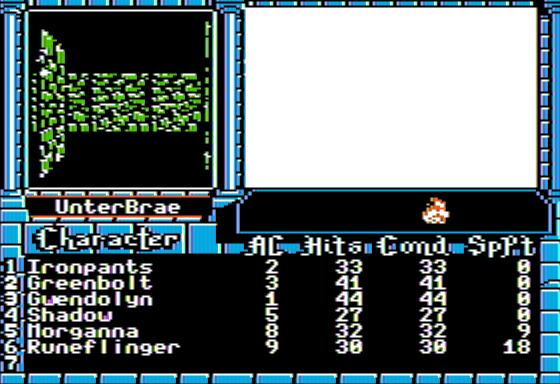 UnterBrae
Character AC Hits Cond SpPt
1 Ironpants 2 33 33 0
2 Greenbolt 3 41 41 0
3 Gwendolyn 1 44 44 0
4 Shadow 5 27 27 0
5 Morganna 8 32 32 9
6 Runeflinger 9 30 30 18
7